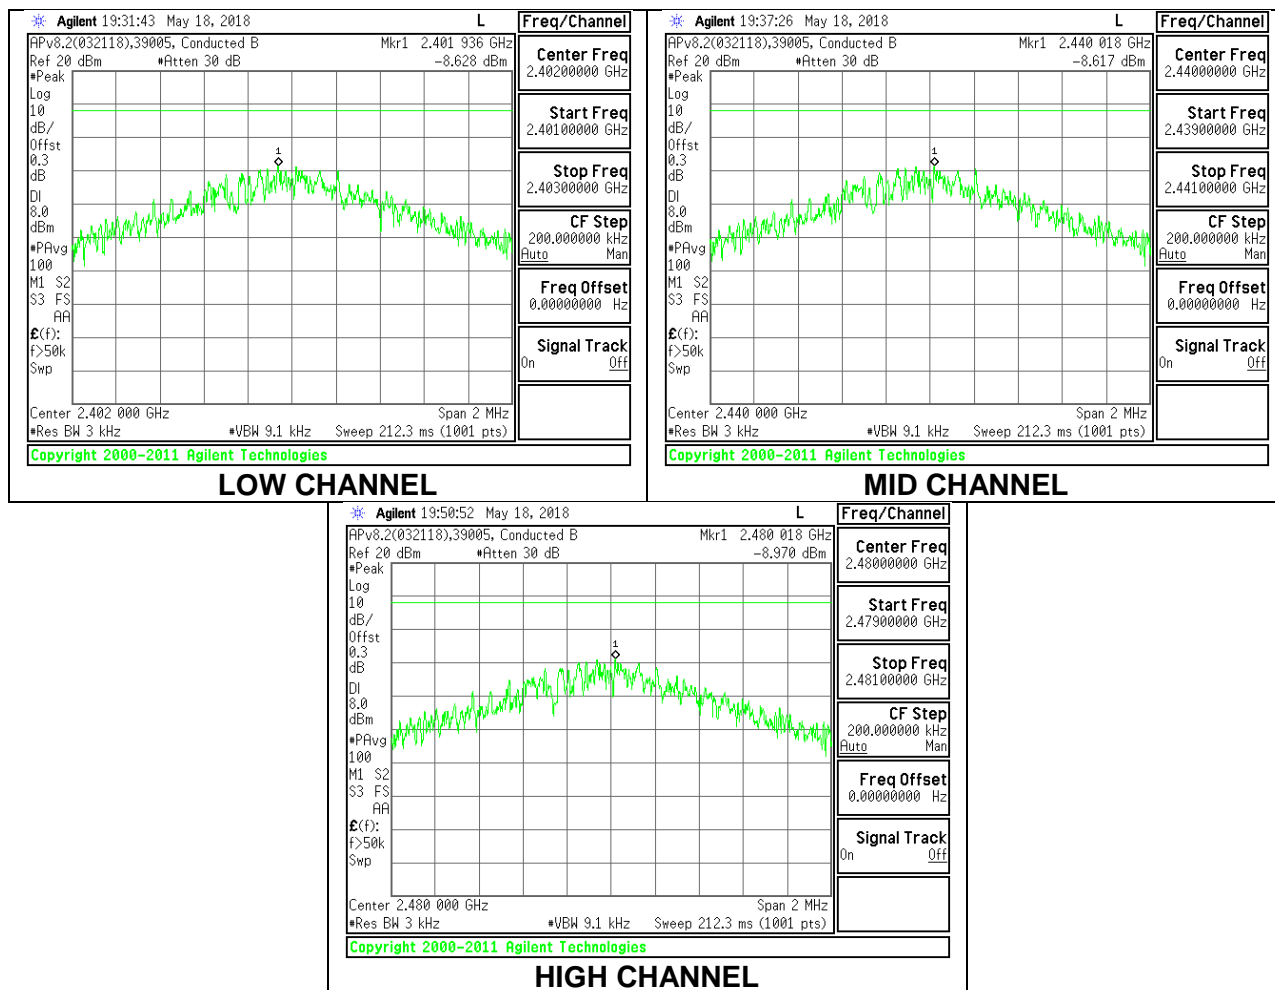 Agilent 19:31:43 May 18, 2018 L Freq/Channel
APv8.2(032118),39005, Conducted B Mkr1 2.401 936 GHz
Ref 20 dBm #Atten 30 dB -8.628 dBm
#Peak
Log
10
dB/
Offst
0.3
dB
DI
8.0
dBm
#PAvg
100
M1 S2
S3 FS
AA
£(f):
f>50k
Swp
1
Center 2.402 000 GHz Span 2 MHz
#Res BW 3 kHz #VBW 9.1 kHz Sweep 212.3 ms (1001 pts)
Center Freq
2.40200000 GHz
Start Freq
2.40100000 GHz
Stop Freq
2.40300000 GHz
CF Step
200.000000 kHz
Auto Man
Freq Offset
0.00000000 Hz
Signal Track
On Off
Copyright 2000-2011 Agilent Technologies
LOW CHANNEL
Agilent 19:37:26 May 18, 2018 L Freq/Channel
APv8.2(032118),39005, Conducted B Mkr1 2.440 018 GHz
Ref 20 dBm #Atten 30 dB -8.617 dBm
#Peak
Log
10
dB/
Offst
0.3
dB
DI
8.0
dBm
#PAvg
100
M1 S2
S3 FS
AA
£(f):
f>50k
Swp
1
Center 2.440 000 GHz Span 2 MHz
#Res BW 3 kHz #VBW 9.1 kHz Sweep 212.3 ms (1001 pts)
Center Freq
2.44000000 GHz
Start Freq
2.43900000 GHz
Stop Freq
2.44100000 GHz
CF Step
200.000000 kHz
Auto Man
Freq Offset
0.00000000 Hz
Signal Track
On Off
Copyright 2000-2011 Agilent Technologies
MID CHANNEL
Agilent 19:50:52 May 18, 2018 L Freq/Channel
APv8.2(032118),39005, Conducted B Mkr1 2.480 018 GHz
Ref 20 dBm #Atten 30 dB -8.970 dBm
#Peak
Log
10
dB/
Offst
0.3
dB
DI
8.0
dBm
#PAvg
100
M1 S2
S3 FS
AA
£(f):
f>50k
Swp
1
Center 2.480 000 GHz Span 2 MHz
#Res BW 3 kHz #VBW 9.1 kHz Sweep 212.3 ms (1001 pts)
Center Freq
2.48000000 GHz
Start Freq
2.47900000 GHz
Stop Freq
2.48100000 GHz
CF Step
200.000000 kHz
Auto Man
Freq Offset
0.00000000 Hz
Signal Track
On Off
Copyright 2000-2011 Agilent Technologies
HIGH CHANNEL